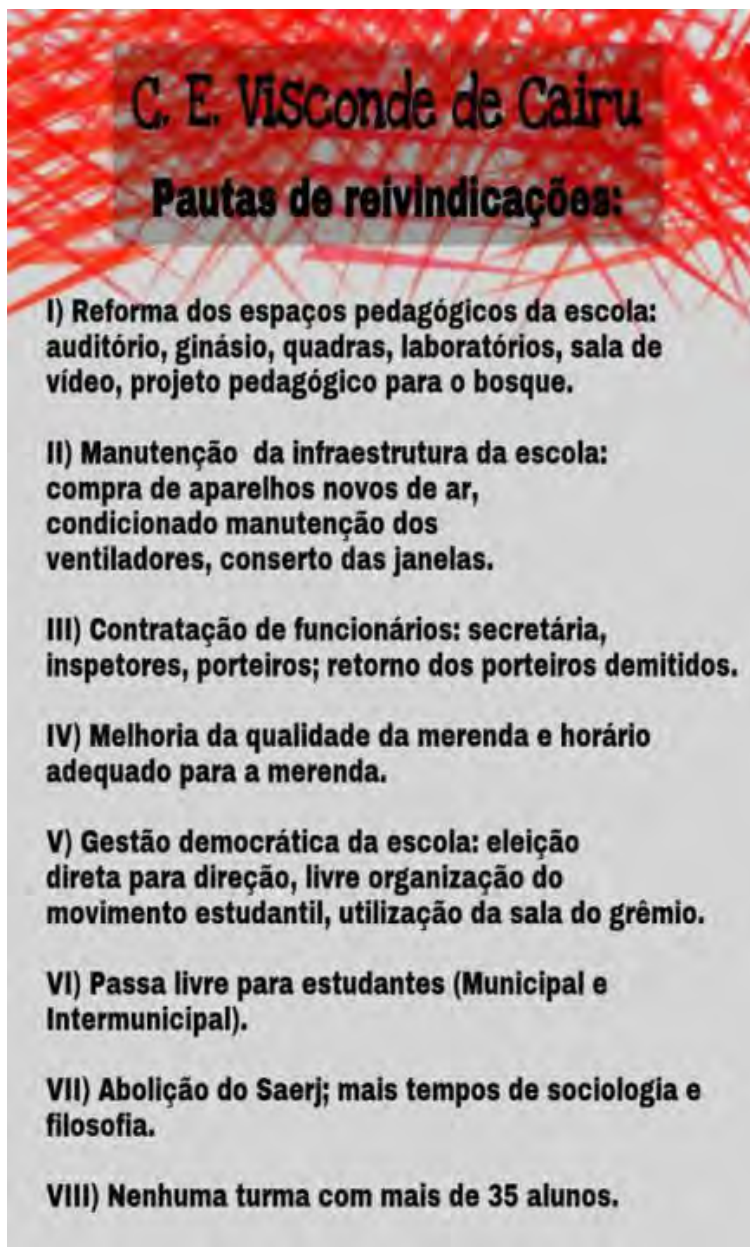 C. E. Visconde de Cairu
Pautas de reivindicações:
I) Reforma dos espaços pedagógicos da escola:
auditório, ginásio, quadras, laboratórios, sala de
vídeo, projeto pedagógico para o bosque.
II) Manutenção da infraestrutura da escola:
compra de aparelhos novos de ar,
condicionado manutenção dos
ventiladores, conserto das janelas.
III) Contratação de funcionários: secretária,
inspetores, porteiros; retorno dos porteiros demitidos.
IV) Melhoria da qualidade da merenda e horário
adequado para a merenda.
V) Gestão democrática da escola: eleição
direta para direção, livre organização do
movimento estudantil, utilização da sala do grêmio.
VI) Passa livre para estudantes (Municipal e
Intermunicipal).
VII) Abolição do Saerj; mais tempos de sociologia e
filosofia.
VIII) Nenhuma turma com mais de 35 alunos.